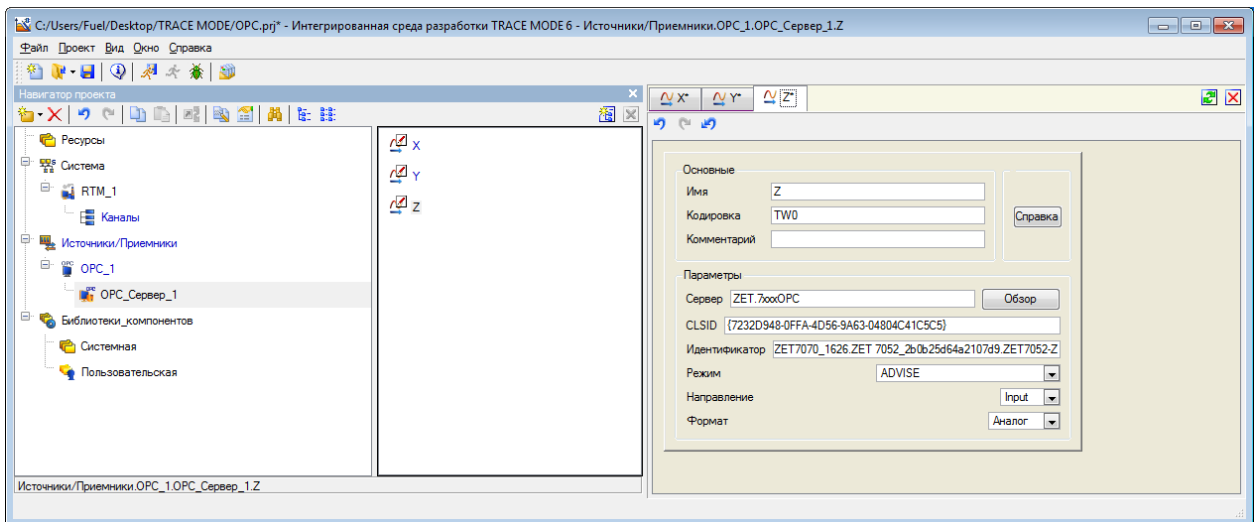 C:/Users/Fuel/Desktop/TRACE MODE/OPC.prj* - Интегрированная среда разработки TRACE MODE 6 - Источники/Приемники.OPC_1.OPC_Сервер_1.Z
Файл Проект Вид Окно Справка
Навигатор проекта
Ресурсы
Система
RTM_1
Каналы
Источники/Приемники
OPC_1
OPC_Сервер_1
Библиотеки_компонентов
Системная
Пользовательская
X
Y
Z
X* Y* Z*
Основные
Имя Z
Кодировка TW0
Комментарий
Справка
Параметры
Сервер ZET.7xxxOPC Обзор
CLSID {7232D948-0FFA-4D56-9A63-04804C41C5C5}
Идентификатор ZET7070_1626.ZET 7052_2b0b25d64a2107d9.ZET7052-Z
Режим ADVISE
Направление Input
Формат Аналог
Источники/Приемники.OPC_1.OPC_Сервер_1.Z